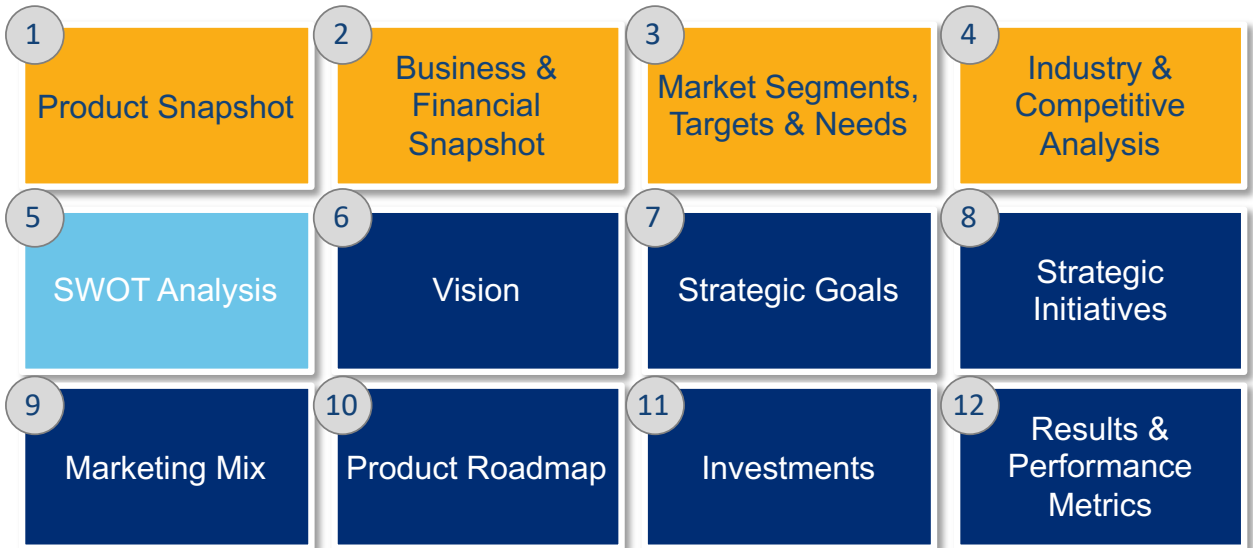 1
Product Snapshot
2
Business &
Financial
Snapshot
3
Market Segments,
Targets & Needs
4
Industry &
Competitive
Analysis
5
SWOT Analysis
6
Vision
7
Strategic Goals
8
Strategic
Initiatives
9
Marketing Mix
10
Product Roadmap
11
Investments
12
Results &
Performance
Metrics